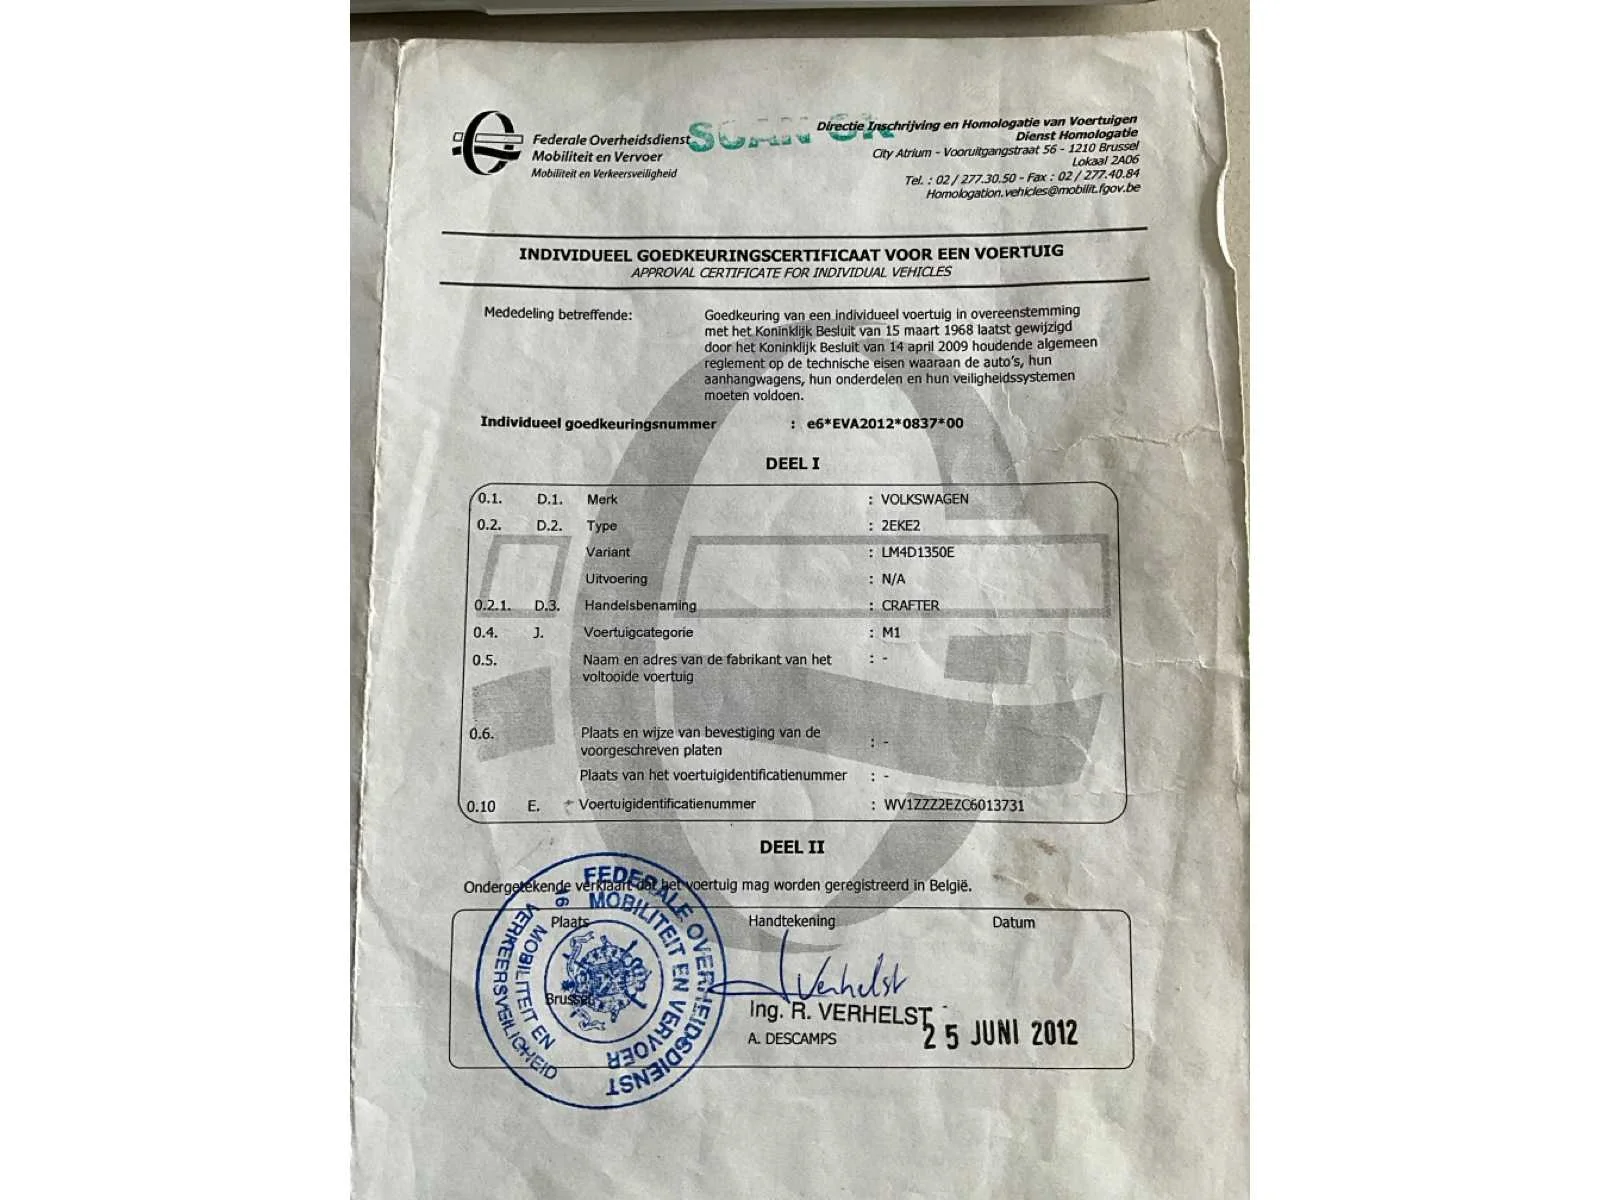 Federale Overheidsdienst
Mobiliteit en Vervoer
Mobiliteit en Verkeersveiligheid
SCAN OK
Directie Inschrijving en Homologatie van Voertuigen
Dienst Homologatie
City Atrium - Vooruitgangstraat 56 - 1210 Brussel
Lokaal 2A06
Tel. : 02 / 277.30.50 - Fax : 02 / 277.40.84
Homologation.vehicles@mobilit.fgov.be
INDIVIDUEEL GOEDKEURINGSCERTIFICAAT VOOR EEN VOERTUIG
APPROVAL CERTIFICATE FOR INDIVIDUAL VEHICLES
Mededeling betreffende: Goedkeuring van een individueel voertuig in overeenstemming
met het Koninklijk Besluit van 15 maart 1968 laatst gewijzigd
door het Koninklijk Besluit van 14 april 2009 houdende algemeen
reglement op de technische eisen waaraan de auto's, hun
aanhangwagens, hun onderdelen en hun veiligheidssystemen
moeten voldoen.
Individueel goedkeuringsnummer : e6*EVA2012*0837*00
DEEL I
0.1. D.1. Merk : VOLKSWAGEN
0.2. D.2. Type : 2EKE2
Variant : LM4D1350E
Uitvoering : N/A
0.2.1. D.3. Handelsbenaming : CRAFTER
0.4. J. Voertuigcategorie : M1
0.5. Naam en adres van de fabrikant van het : -
voltooide voertuig
0.6. Plaats en wijze van bevestiging van de
voorgeschreven platen : -
Plaats van het voertuigidentificatienummer : -
0.10 E. Voertuigidentificatienummer : WV1ZZZ2EZC6013731
DEEL II
Ondergetekende verklaart dat het voertuig mag worden geregistreerd in België.
Plaats Handtekening Datum
Brussel
Verhelst
Ing. R. VERHELST
A. DESCAMPS
25 JUNI 2012
FEDERALE OVERHEIDSDIENST
MOBILITEIT EN VERVOER
16
MOBILITEIT EN
VERKEERSVEILIGHEID